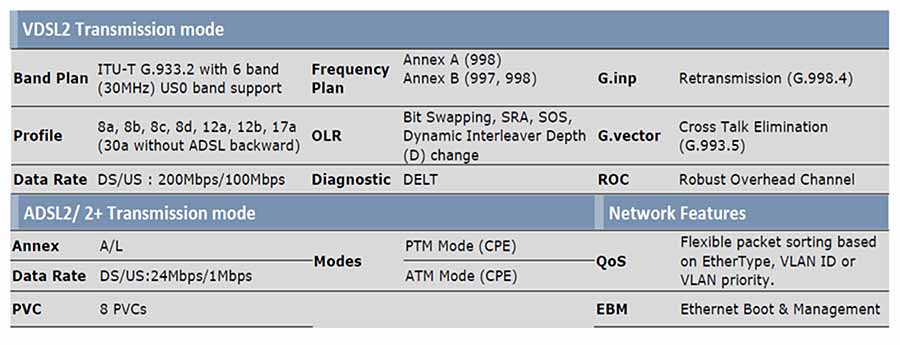 VDSL2 Transmission mode
Band Plan
ITU-T G.933.2 with 6 band
(30MHz) US0 band support
Frequency
Plan
Annex A (998)
Annex B (997, 998)
G.inp
Retransmission (G.998.4)
Profile
8a, 8b, 8c, 8d, 12a, 12b, 17a
(30a without ADSL backward)
OLR
Bit Swapping, SRA, SOS,
Dynamic Interleaver Depth
(D) change
G.vector
Cross Talk Elimination
(G.993.5)
Data Rate
DS/US : 200Mbps/100Mbps
Diagnostic
DELT
ROC
Robust Overhead Channel
ADSL2/ 2+ Transmission mode
Network Features
Annex
A/L
Modes
PTM Mode (CPE)
QoS
Flexible packet sorting based
on EtherType, VLAN ID or
VLAN priority.
Data Rate
DS/US:24Mbps/1Mbps
ATM Mode (CPE)
PVC
8 PVCs
EBM
Ethernet Boot & Management